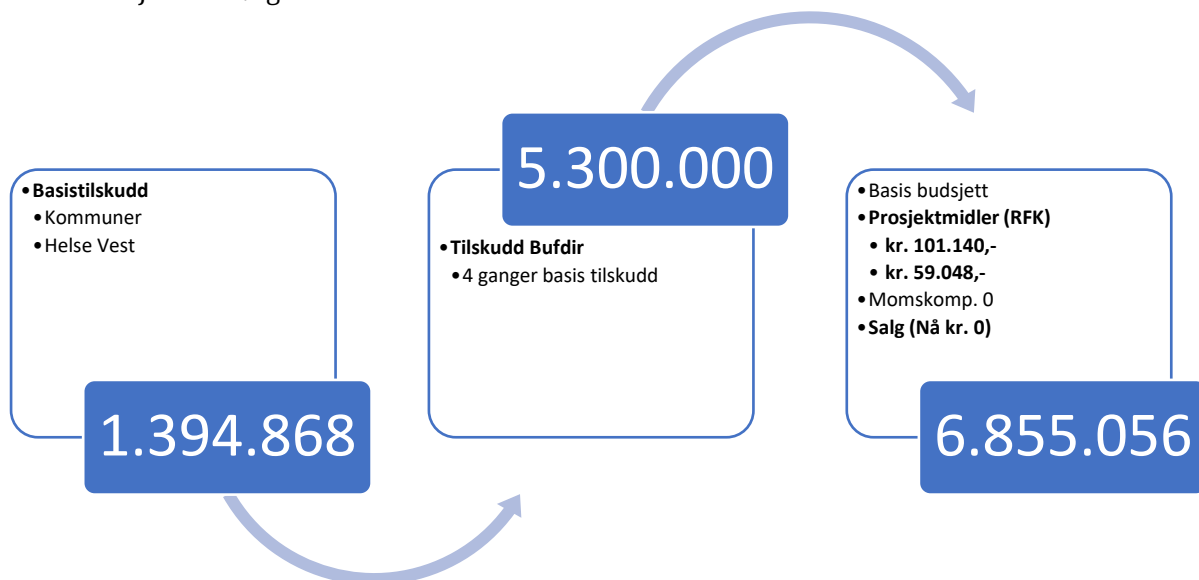 •Basistilskudd
•Kommuner
•Helse Vest
1.394.868
5.300.000
•Tilskudd Bufdir
•4 ganger basis tilskudd
•Basis budsjett
•Prosjektmidler (RFK)
• kr. 101.140,-
• kr. 59.048,-
•Momskomp. 0
•Salg (Nå kr. 0)
6.855.056